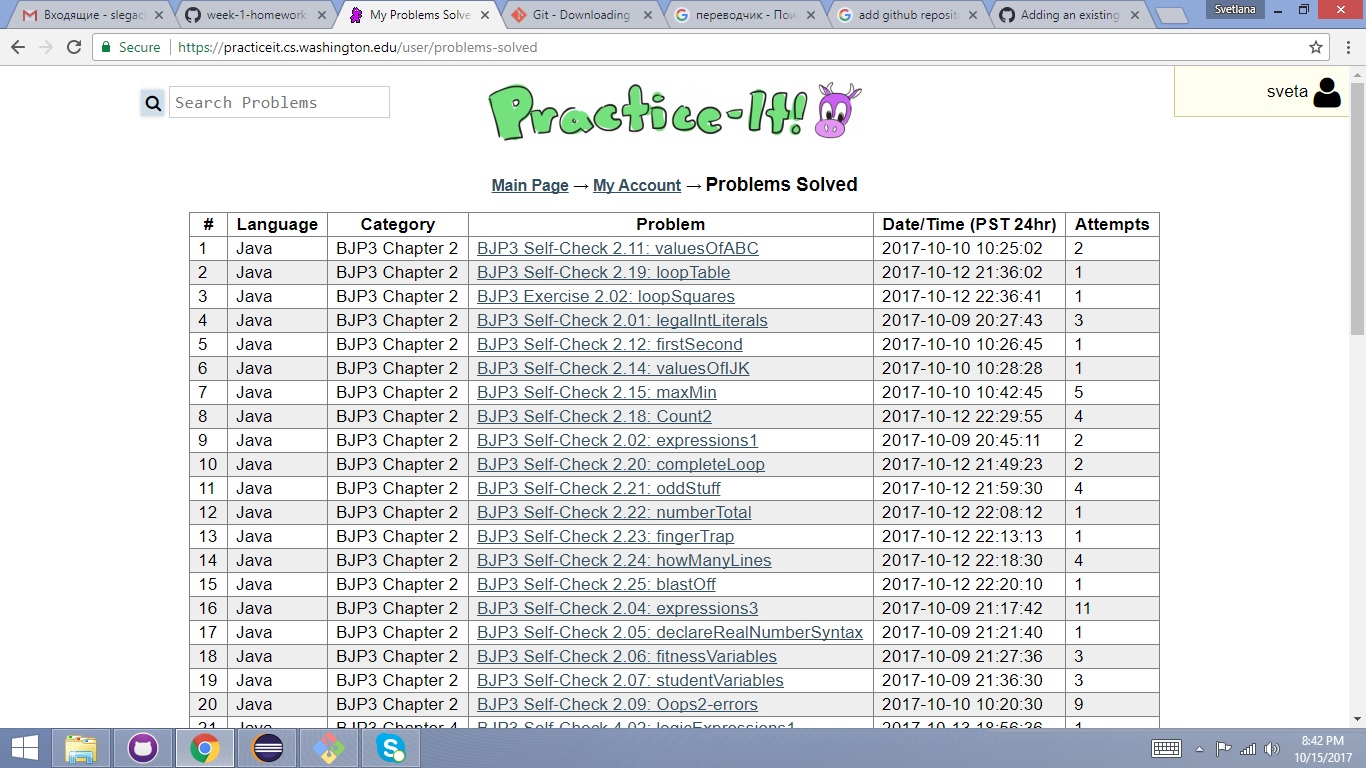 Входящие - slegac
week-1-homework
My Problems Solve
Git - Downloading
переводчик - Пои
add github reposit
Adding an existing
Svetlana
Secure https://practiceit.cs.washington.edu/user/problems-solved
Search Problems
Practice-It!
sveta
Main Page → My Account → Problems Solved
# Language Category Problem Date/Time (PST 24hr) Attempts
1 Java BJP3 Chapter 2 BJP3 Self-Check 2.11: valuesOfABC 2017-10-10 10:25:02 2
2 Java BJP3 Chapter 2 BJP3 Self-Check 2.19: loopTable 2017-10-12 21:36:02 1
3 Java BJP3 Chapter 2 BJP3 Exercise 2.02: loopSquares 2017-10-12 22:36:41 1
4 Java BJP3 Chapter 2 BJP3 Self-Check 2.01: legalIntLiterals 2017-10-09 20:27:43 3
5 Java BJP3 Chapter 2 BJP3 Self-Check 2.12: firstSecond 2017-10-10 10:26:45 1
6 Java BJP3 Chapter 2 BJP3 Self-Check 2.14: valuesOfIJK 2017-10-10 10:28:28 1
7 Java BJP3 Chapter 2 BJP3 Self-Check 2.15: maxMin 2017-10-10 10:42:45 5
8 Java BJP3 Chapter 2 BJP3 Self-Check 2.18: Count2 2017-10-12 22:29:55 4
9 Java BJP3 Chapter 2 BJP3 Self-Check 2.02: expressions1 2017-10-09 20:45:11 2
10 Java BJP3 Chapter 2 BJP3 Self-Check 2.20: completeLoop 2017-10-12 21:49:23 2
11 Java BJP3 Chapter 2 BJP3 Self-Check 2.21: oddStuff 2017-10-12 21:59:30 4
12 Java BJP3 Chapter 2 BJP3 Self-Check 2.22: numberTotal 2017-10-12 22:08:12 1
13 Java BJP3 Chapter 2 BJP3 Self-Check 2.23: fingerTrap 2017-10-12 22:13:13 1
14 Java BJP3 Chapter 2 BJP3 Self-Check 2.24: howManyLines 2017-10-12 22:18:30 4
15 Java BJP3 Chapter 2 BJP3 Self-Check 2.25: blastOff 2017-10-12 22:20:10 1
16 Java BJP3 Chapter 2 BJP3 Self-Check 2.04: expressions3 2017-10-09 21:17:42 11
17 Java BJP3 Chapter 2 BJP3 Self-Check 2.05: declareRealNumberSyntax 2017-10-09 21:21:40 1
18 Java BJP3 Chapter 2 BJP3 Self-Check 2.06: fitnessVariables 2017-10-09 21:27:36 3
19 Java BJP3 Chapter 2 BJP3 Self-Check 2.07: studentVariables 2017-10-09 21:36:30 3
20 Java BJP3 Chapter 2 BJP3 Self-Check 2.09: Oops2-errors 2017-10-10 10:20:30 9
21 Java BJP3 Chapter 4 BJP3 Self-Check 4.02: logicExpressions1 2017-10-13 18:56:36 1
8:42 PM
10/15/2017